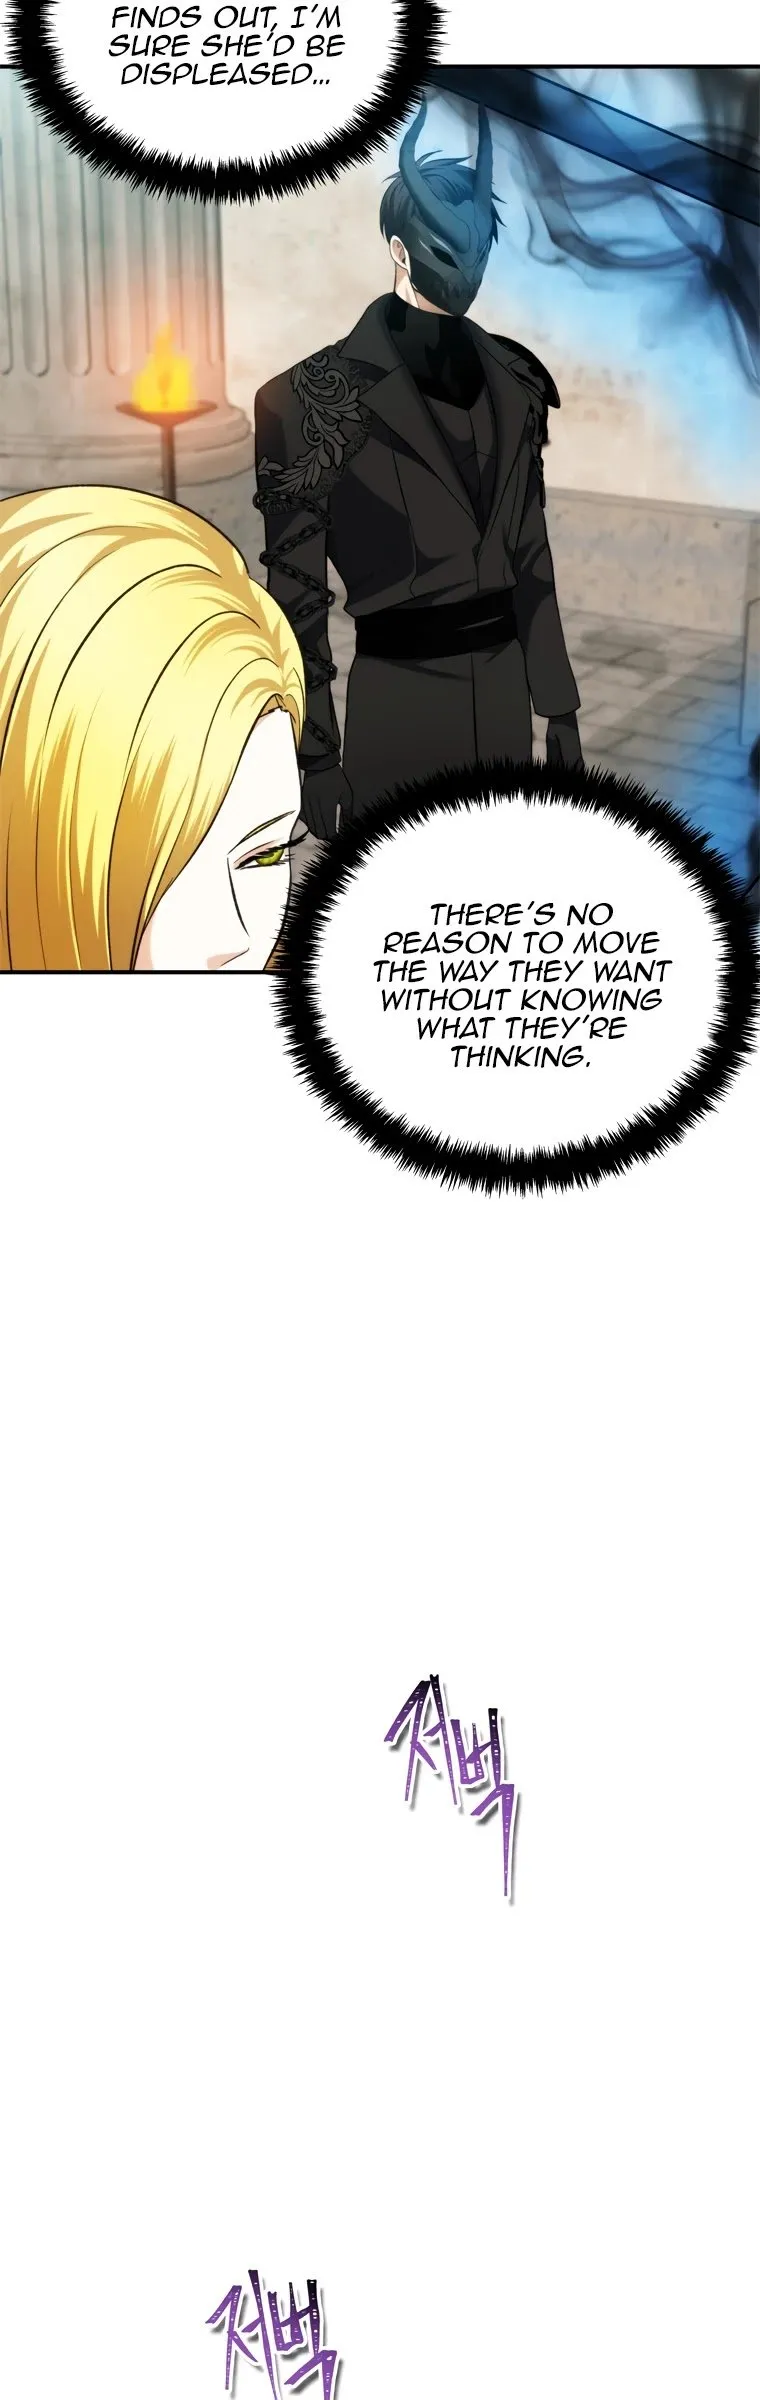 FINDS OUT, I'M
SURE SHE'D BE
DISPLEASED...
THERE'S NO
REASON TO MOVE
THE WAY THEY WANT
WITHOUT KNOWING
WHAT THEY'RE
THINKING.
저벅
저벅